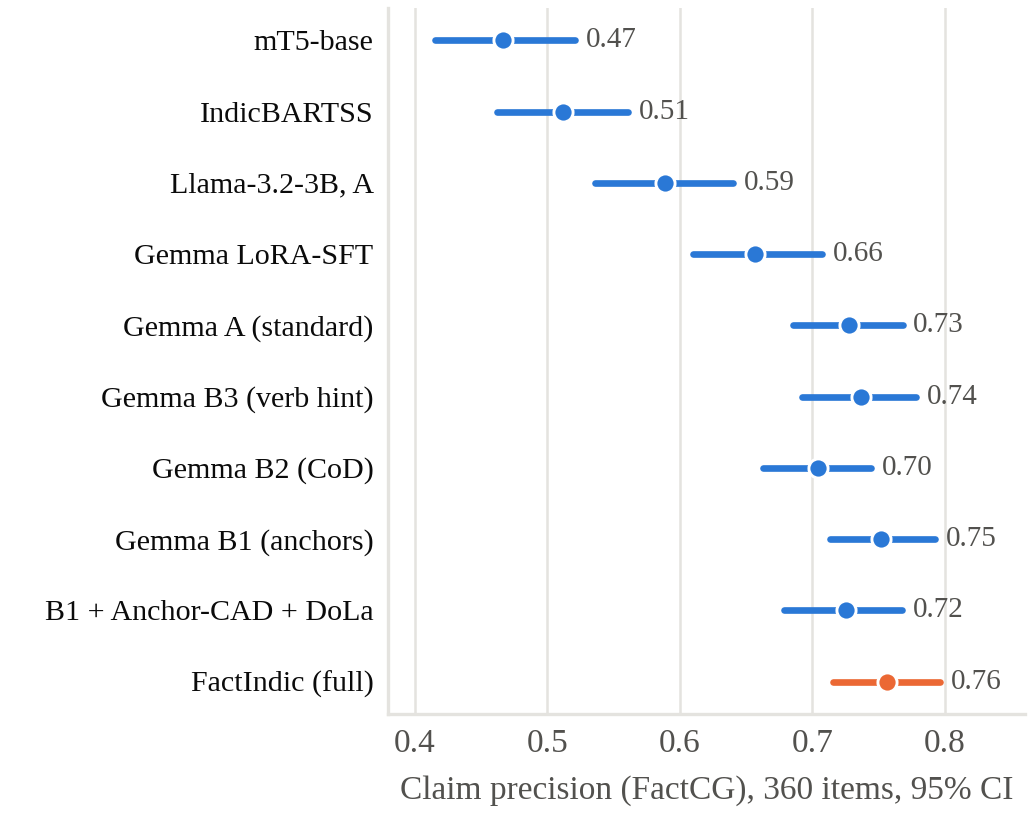 mT5-base 0.47
IndicBARTSS 0.51
Llama-3.2-3B, A 0.59
Gemma LoRA-SFT 0.66
Gemma A (standard) 0.73
Gemma B3 (verb hint) 0.74
Gemma B2 (CoD) 0.70
Gemma B1 (anchors) 0.75
B1 + Anchor-CAD + DoLa 0.72
FactIndic (full) 0.76
0.4 0.5 0.6 0.7 0.8
Claim precision (FactCG), 360 items, 95% CI